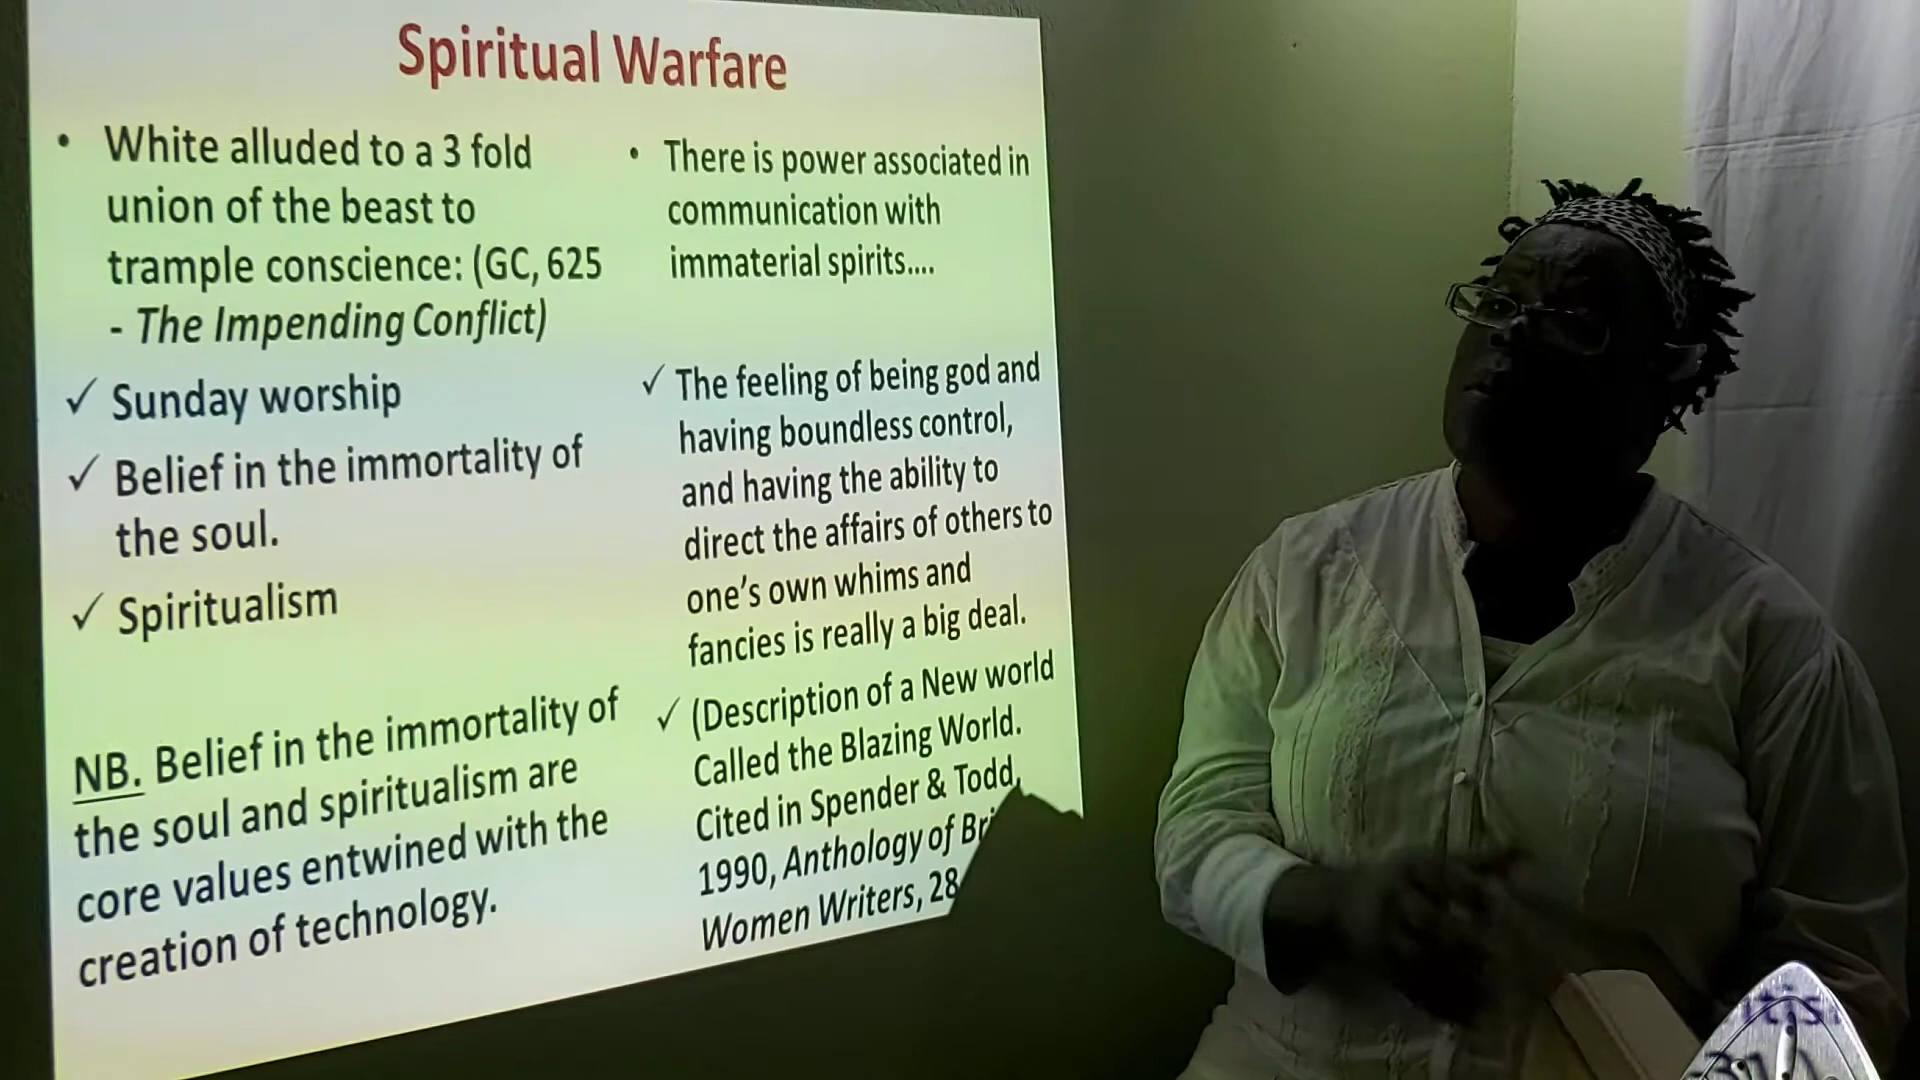 Spiritual Warfare
• White alluded to a 3 fold
union of the beast to
trample conscience: (GC, 625
- The Impending Conflict)
✓ Sunday worship
✓ Belief in the immortality of
the soul.
✓ Spiritualism
NB. Belief in the immortality of
the soul and spiritualism are
core values entwined with the
creation of technology.
• There is power associated in
communication with
immaterial spirits....
✓ The feeling of being god and
having boundless control,
and having the ability to
direct the affairs of others to
one's own whims and
fancies is really a big deal.
✓ (Description of a New world
Called the Blazing World.
Cited in Spender & Todd,
1990, Anthology of
Women Writers, 28